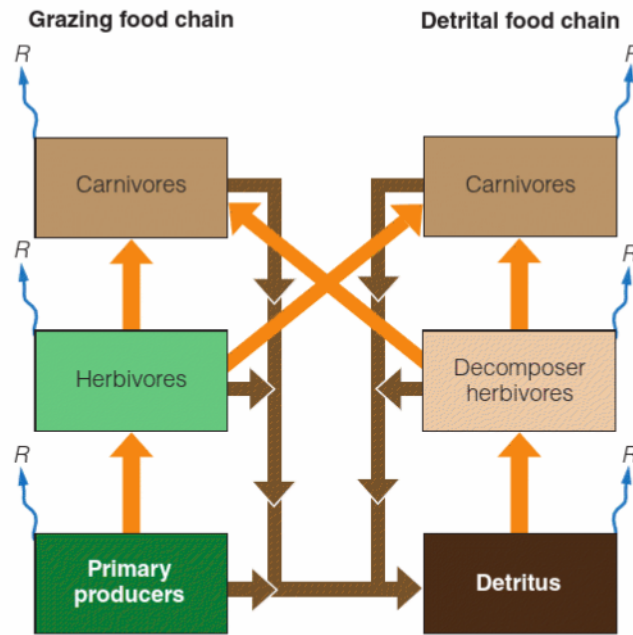 Grazing food chain
Detrital food chain
R
R
Carnivores
Carnivores
R
R
Herbivores
Decomposer
herbivores
R
R
Primary
producers
Detritus